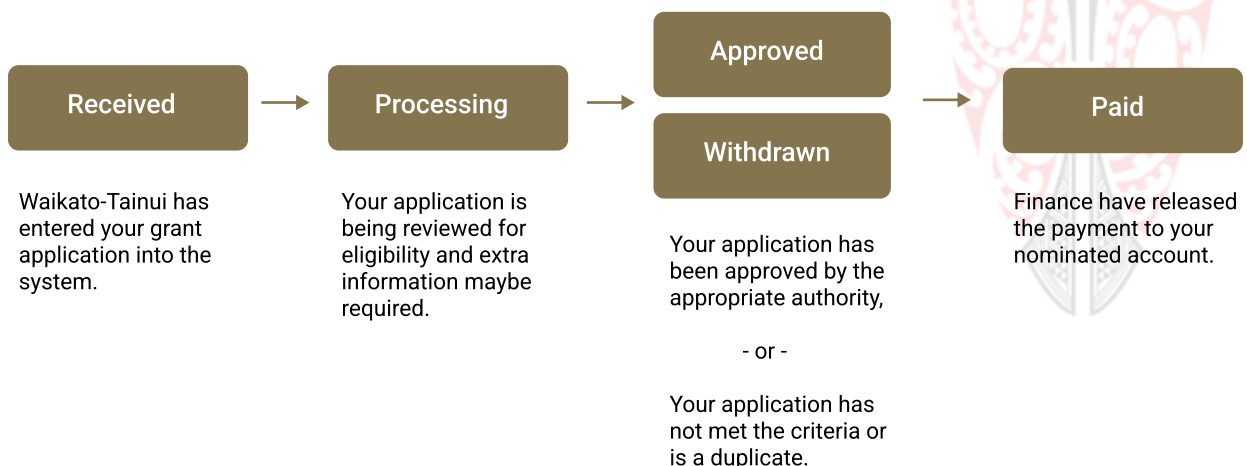 Received
Waikato-Tainui has
entered your grant
application into the
system.
Processing
Your application is
being reviewed for
eligibility and extra
information maybe
required.
Approved
Withdrawn
Your application has
been approved by the
appropriate authority,
- or -
Your application has
not met the criteria or
is a duplicate.
Paid
Finance have released
the payment to your
nominated account.